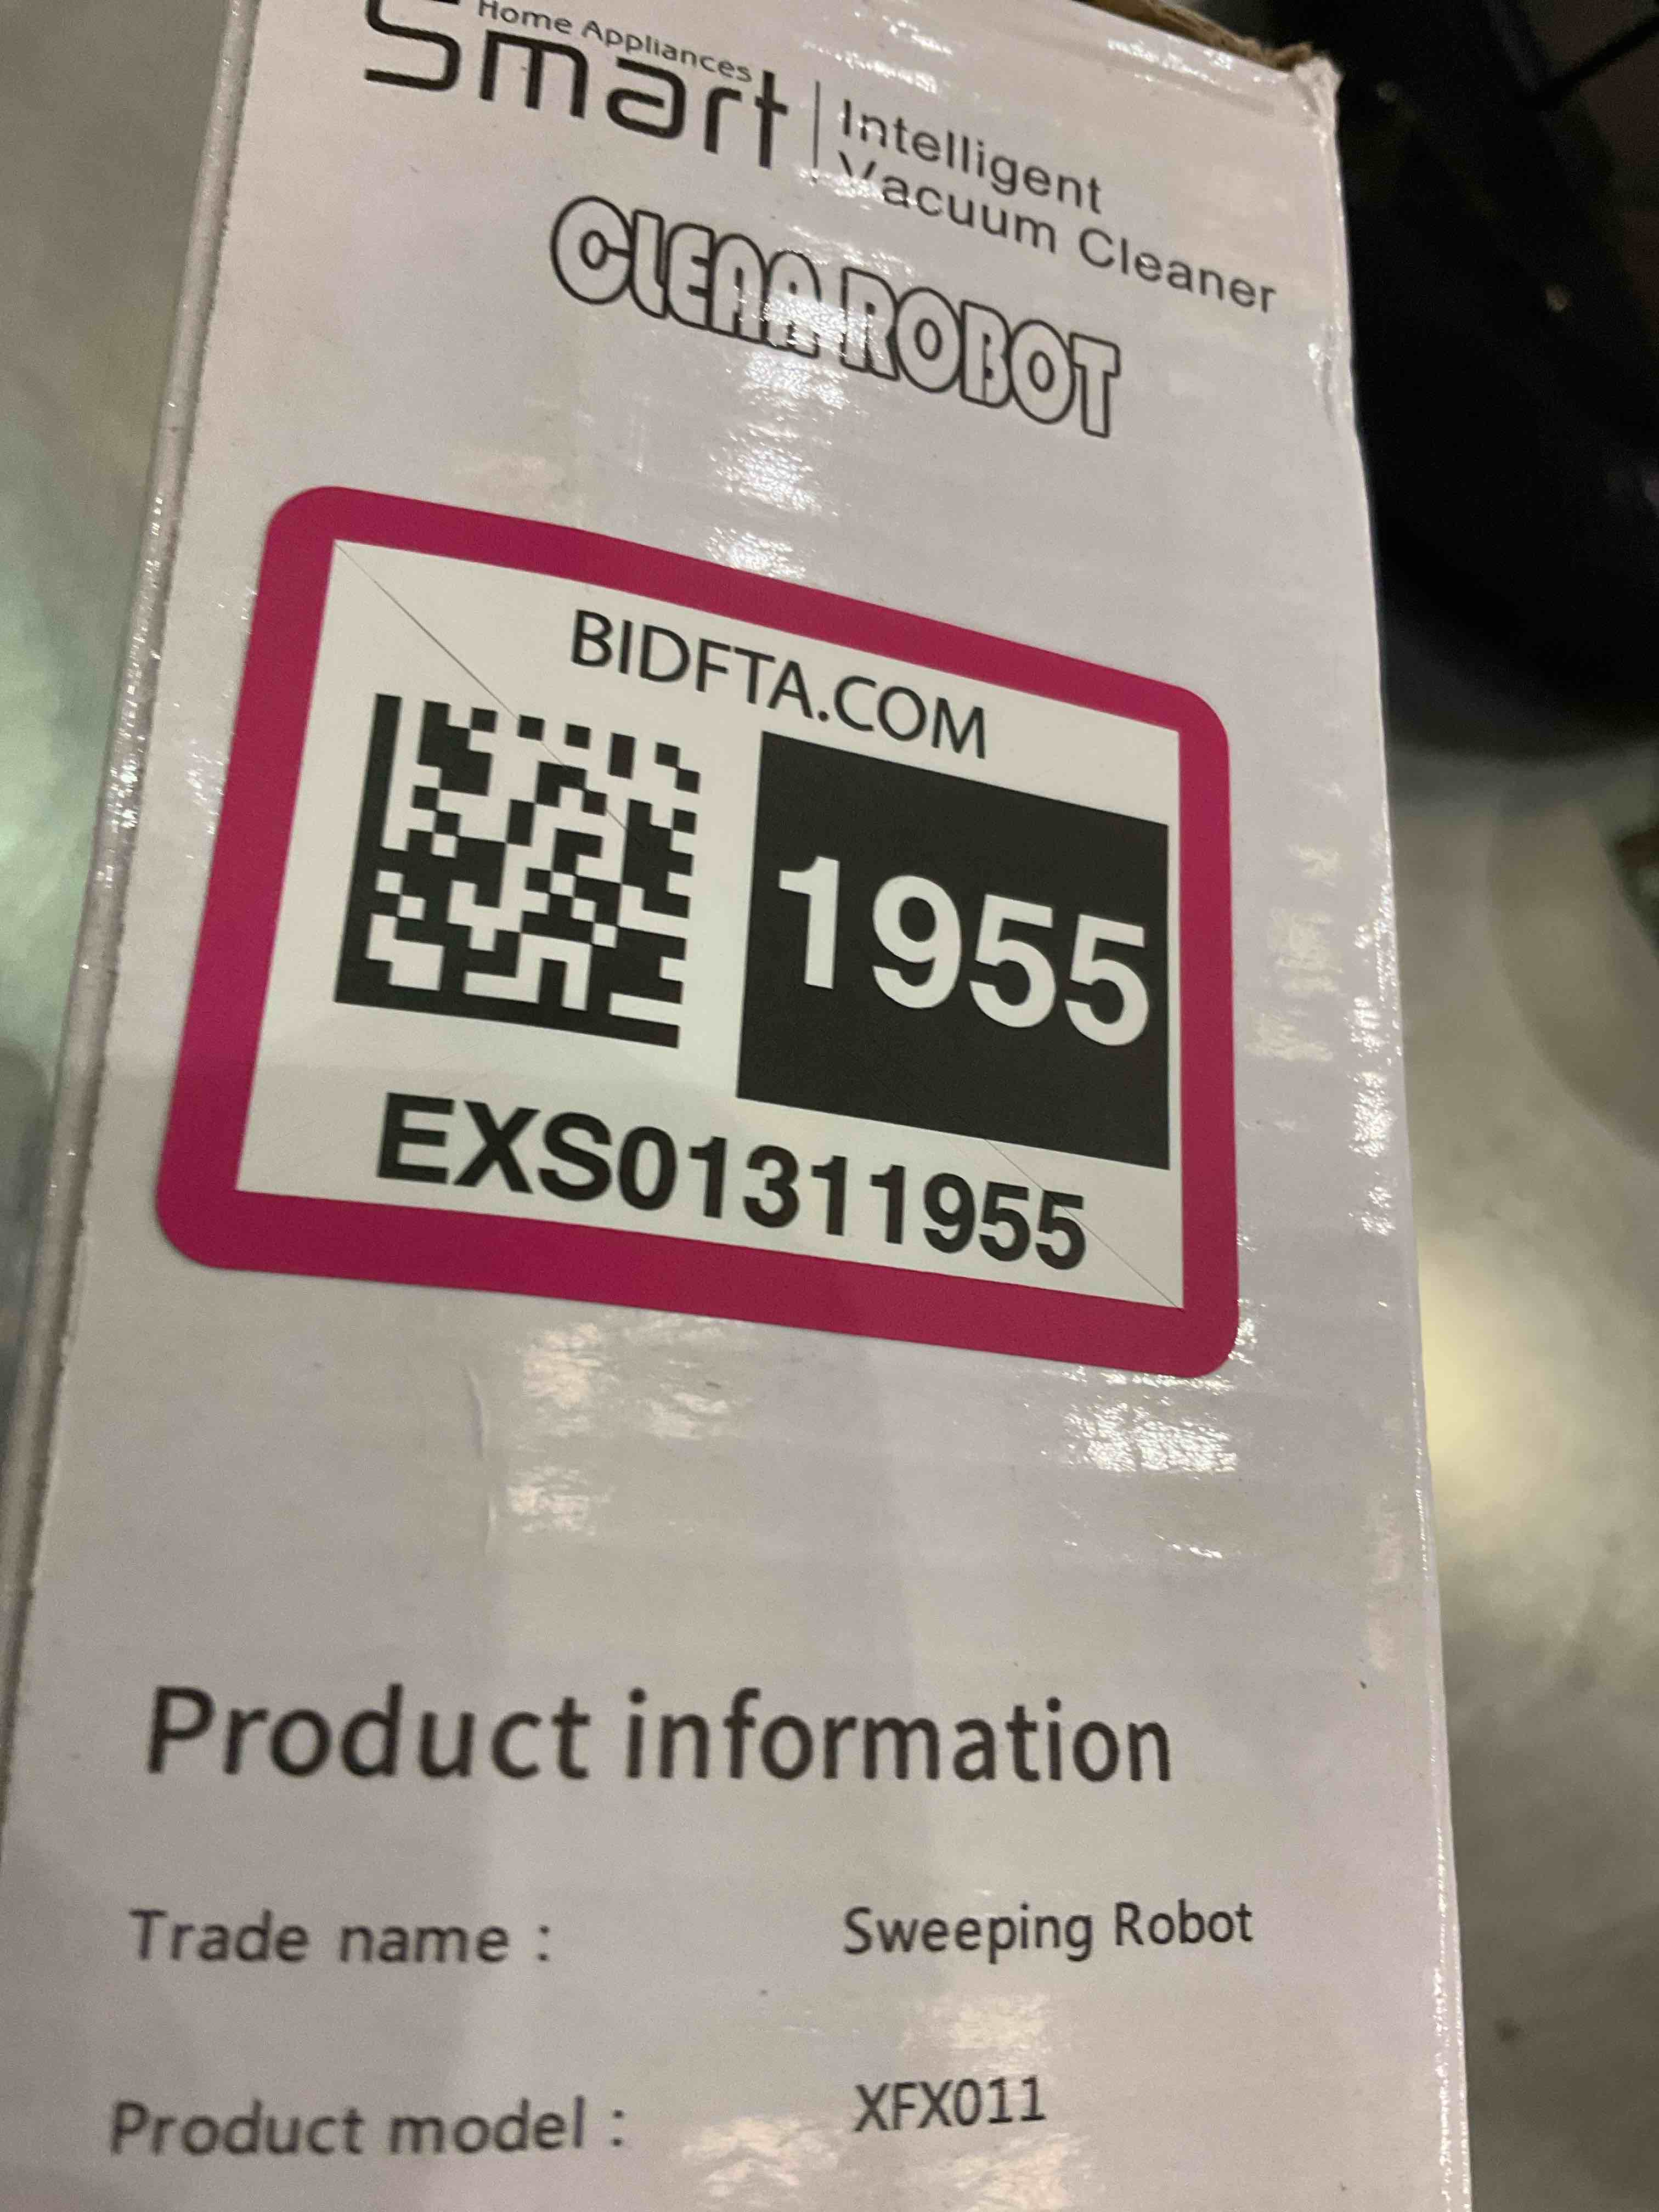 Home Appliances
Smart
Intelligent
Vacuum Cleaner
CLEAR ROBOT
BIDFTA.COM
1955
EXS01311955
Product information
Trade name : Sweeping Robot
Product model : XFX011